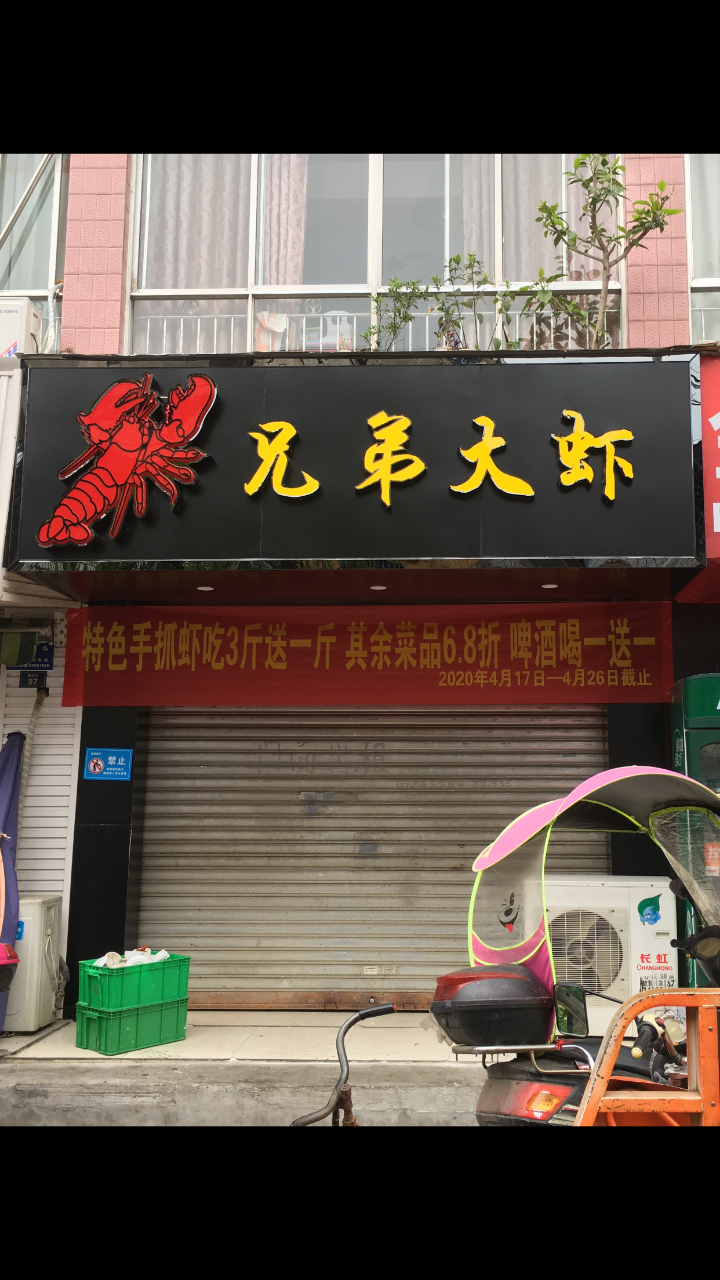 兄弟大虾
特色手抓虾吃3斤送一斤 其余菜品6.8折 啤酒喝一送一
2020年4月17日—4月26日截止
97
禁止
长虹
CHANGHONG